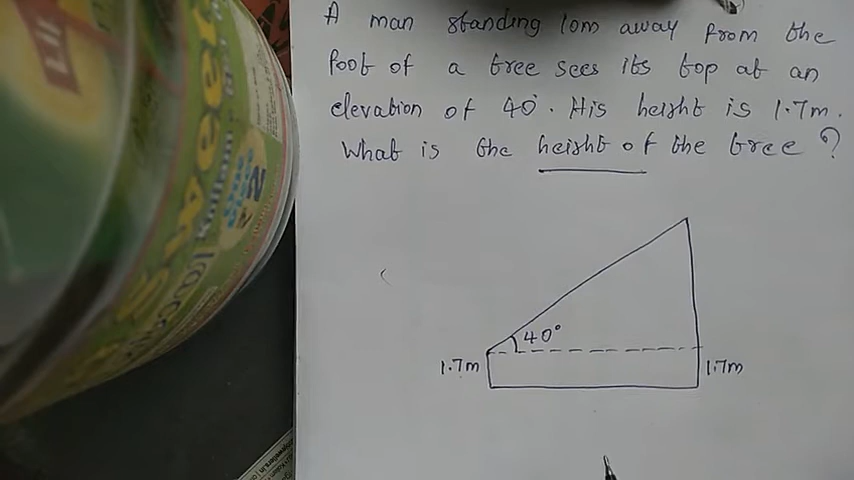 A man standing 10m away from the
foot of a tree sees its top at an
elevation of 40°. His height is 1.7m.
What is the height of the tree ?
40°
1.7m
1.7m